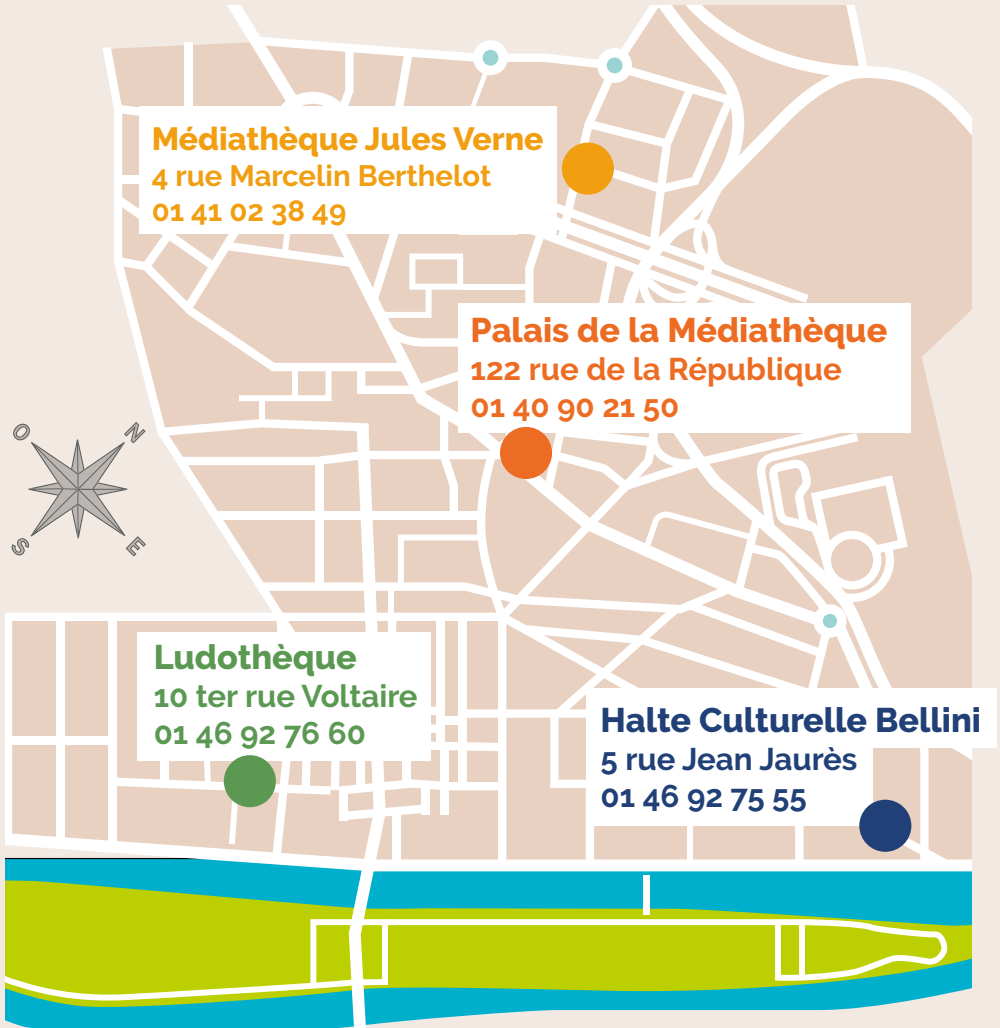 Médiathèque Jules Verne
4 rue Marcelin Berthelot
01 41 02 38 49
Palais de la Médiathèque
122 rue de la République
01 40 90 21 50
O
N
S
E
Ludothèque
10 ter rue Voltaire
01 46 92 76 60
Halte Culturelle Bellini
5 rue Jean Jaurès
01 46 92 75 55